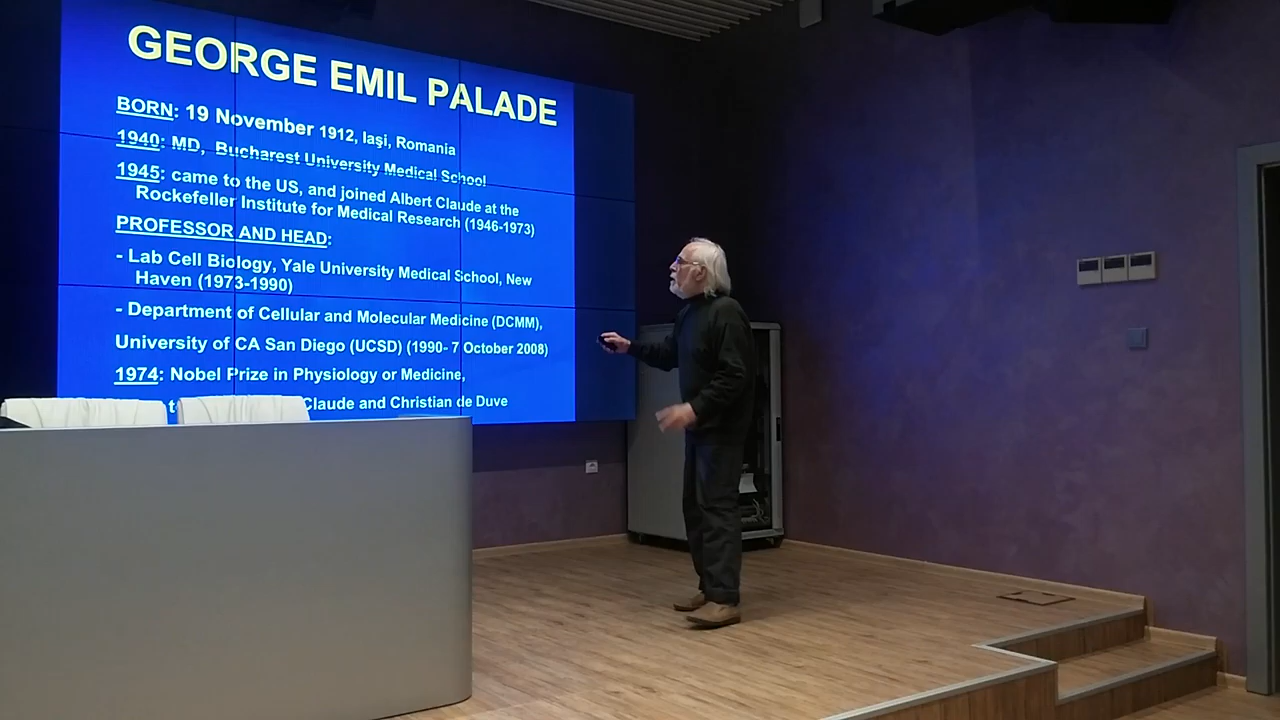 GEORGE EMIL PALADE
BORN: 19 November 1912, Iaşi, Romania
1940: MD, Bucharest University Medical School
1945: came to the US, and joined Albert Claude at the
Rockefeller Institute for Medical Research (1946-1973)
PROFESSOR AND HEAD:
- Lab Cell Biology, Yale University Medical School, New
Haven (1973-1990)
- Department of Cellular and Molecular Medicine (DCMM),
University of CA San Diego (UCSD) (1990- 7 October 2008)
1974: Nobel Prize in Physiology or Medicine,
Claude and Christian de Duve